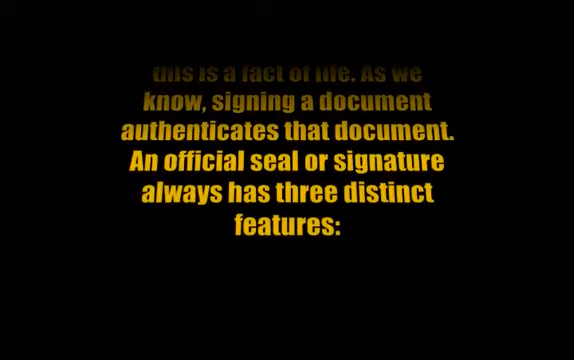 this is a fact of life. As we
know, signing a document
authenticates that document.
An official seal or signature
always has three distinct
features: